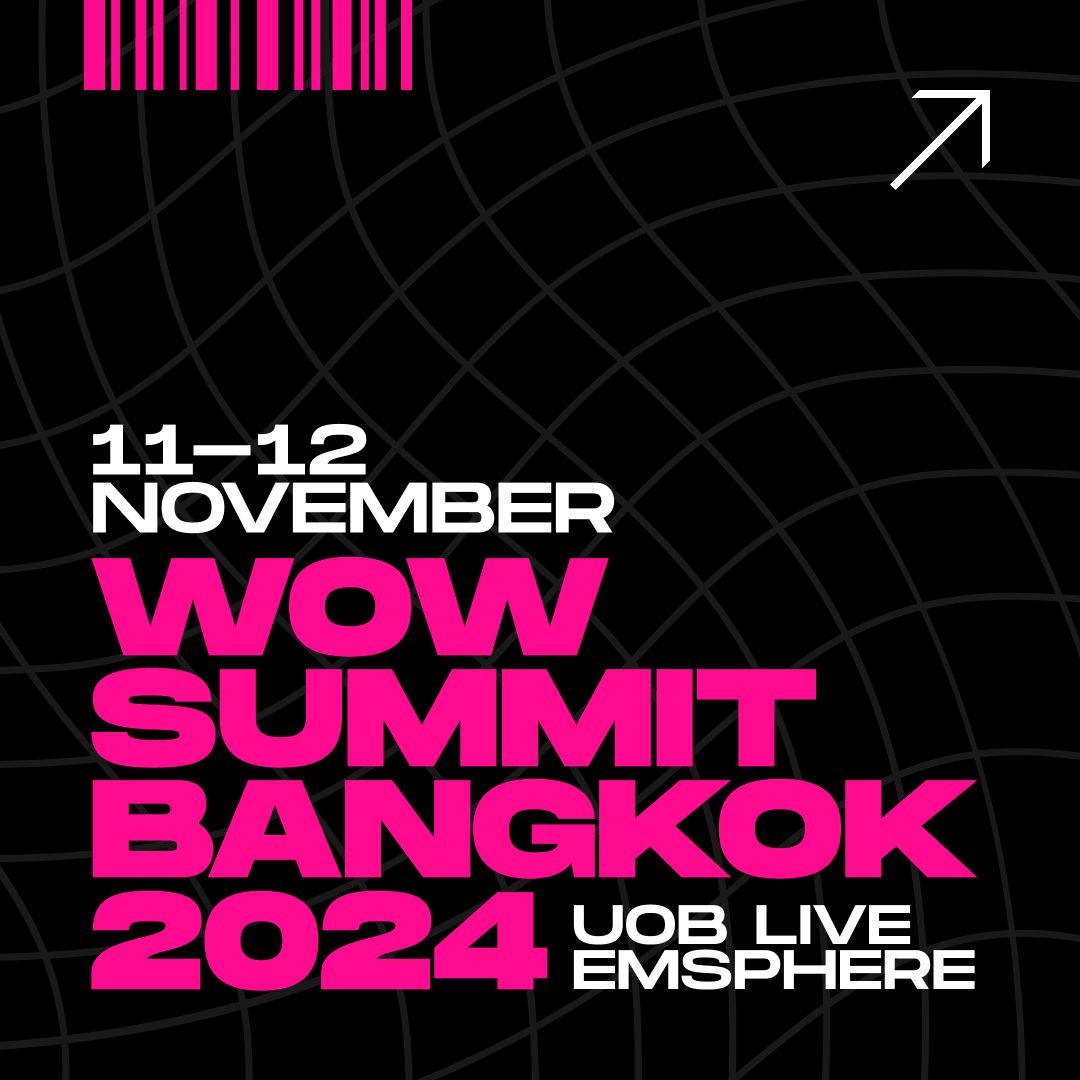 11–12
NOVEMBER
WOW
SUMMIT
BANGKOK
2024
UOB LIVE
EMSPHERE